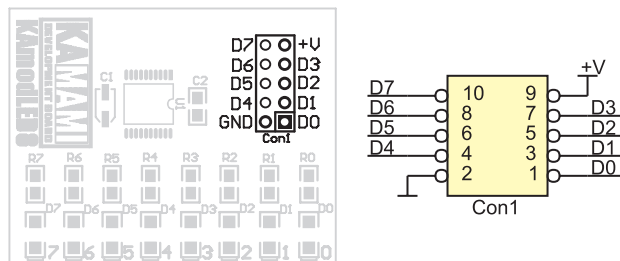 KAMAMI
DEVELOPMENT BOARD
KAmodLED8
C1
U1
C2
D7 +V
D6 D3
D5 D2
D4 D1
GND D0
Con1
R7 R6 R5 R4 R3 R2 R1 R0
D7 D6 D5 D4 D3 D2 D1 D0
7 6 5 4 3 2 1 0
+V
D7 10 9
D6 8 7 D3
D5 6 5 D2
D4 4 3 D1
2 1 D0
Con1